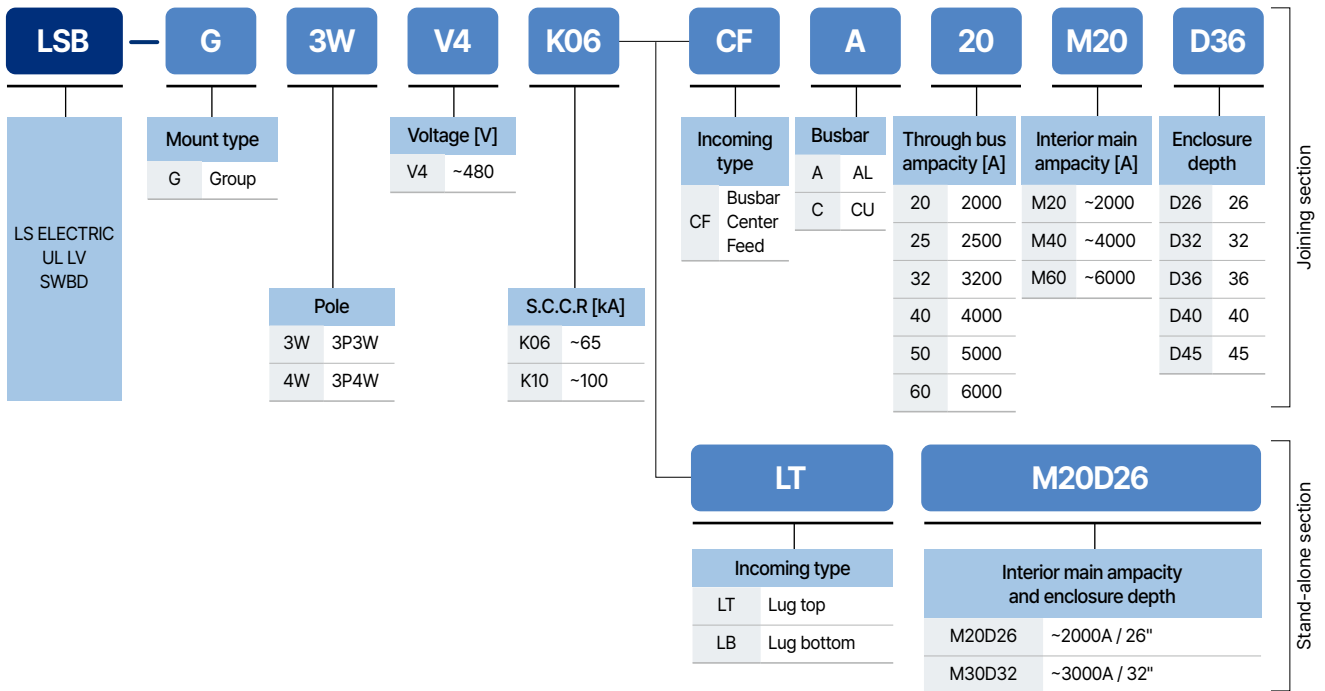 LSB G 3W V4 K06 CF A 20 M20 D36
LS ELECTRIC
UL LV
SWBD
Mount type
G Group
Voltage [V]
V4 ~480
Pole
3W 3P3W
4W 3P4W
S.C.C.R [kA]
K06 ~65
K10 ~100
Incoming
type
CF Busbar
Center
Feed
Busbar
A AL
C CU
Through bus
ampacity [A]
20 2000
25 2500
32 3200
40 4000
50 5000
60 6000
Interior main
ampacity [A]
M20 ~2000
M40 ~4000
M60 ~6000
Enclosure
depth
D26 26
D32 32
D36 36
D40 40
D45 45
Joining section
LT M20D26
Incoming type
LT Lug top
LB Lug bottom
Interior main ampacity
and enclosure depth
M20D26 ~2000A / 26"
M30D32 ~3000A / 32"
Stand-alone section